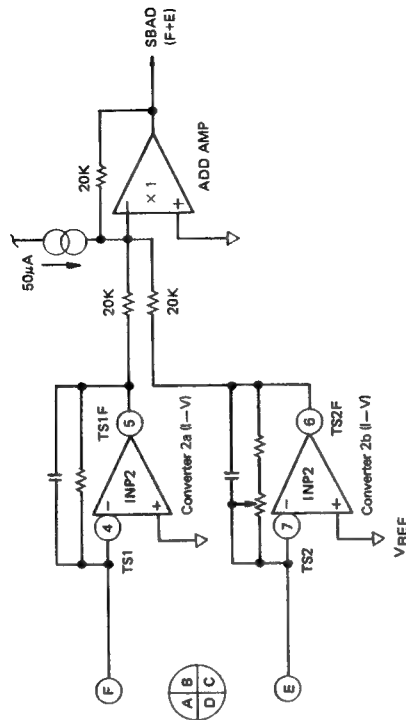 SBAD
(F+E)
20K
ADD AMP
× 1
−
+
50μA
20K
20K
TS1F
5
INP2
−
+
4
TS1
Converter 2a (I−V)
TS2F
6
INP2
−
+
7
TS2
Converter 2b (I−V)
VREF
F
A B
D C
E